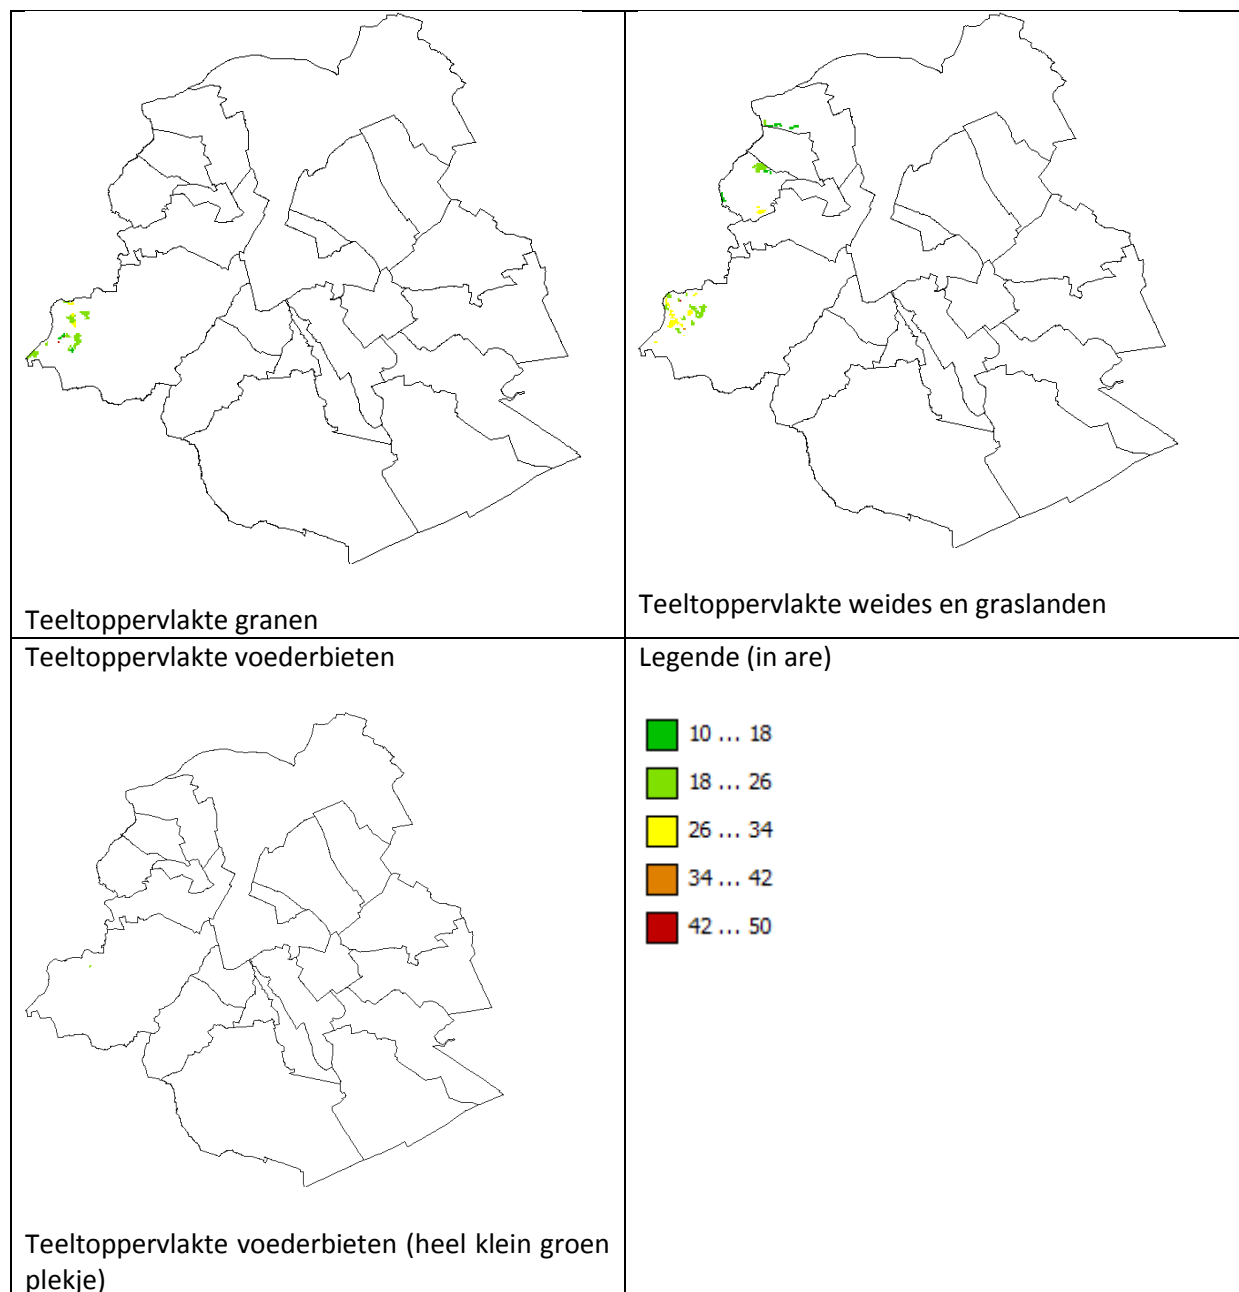 Teeltoppervlakte granen
Teeltoppervlakte weides en graslanden
Teeltoppervlakte voederbieten
Teeltoppervlakte voederbieten (heel klein groen
plekje)
Legende (in are)
10 ... 18
18 ... 26
26 ... 34
34 ... 42
42 ... 50